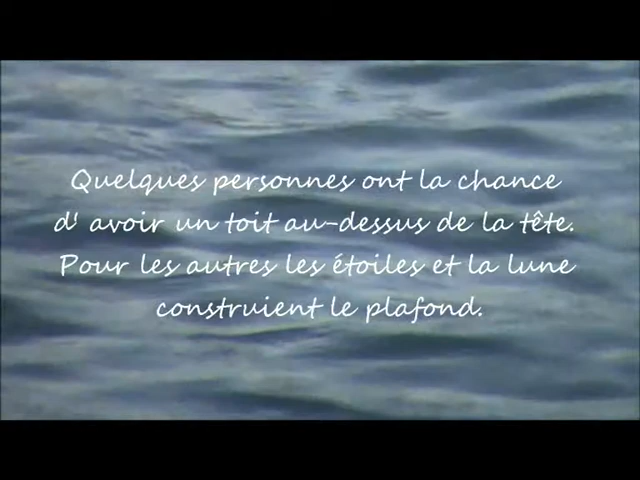 Quelques personnes ont la chance
d' avoir un toit au-dessus de la tête.
Pour les autres les étoiles et la lune
construient le plafond.